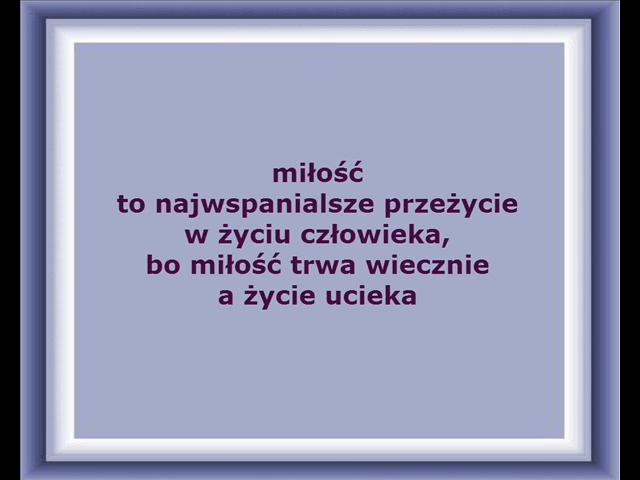 miłość
to najwspanialsze przeżycie
w życiu człowieka,
bo miłość trwa wiecznie
a życie ucieka